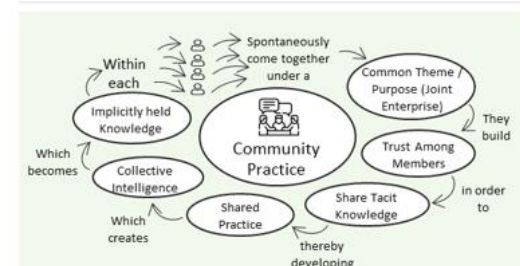 Within
each
Spontaneously
come together
under a
Common Theme /
Purpose (Joint
Enterprise)
They
build
Trust Among
Members
in order
to
Share Tacit
Knowledge
thereby
developing
Shared
Practice
Which
creates
Collective
Intelligence
Which
becomes
Implicitly held
Knowledge
Community
Practice